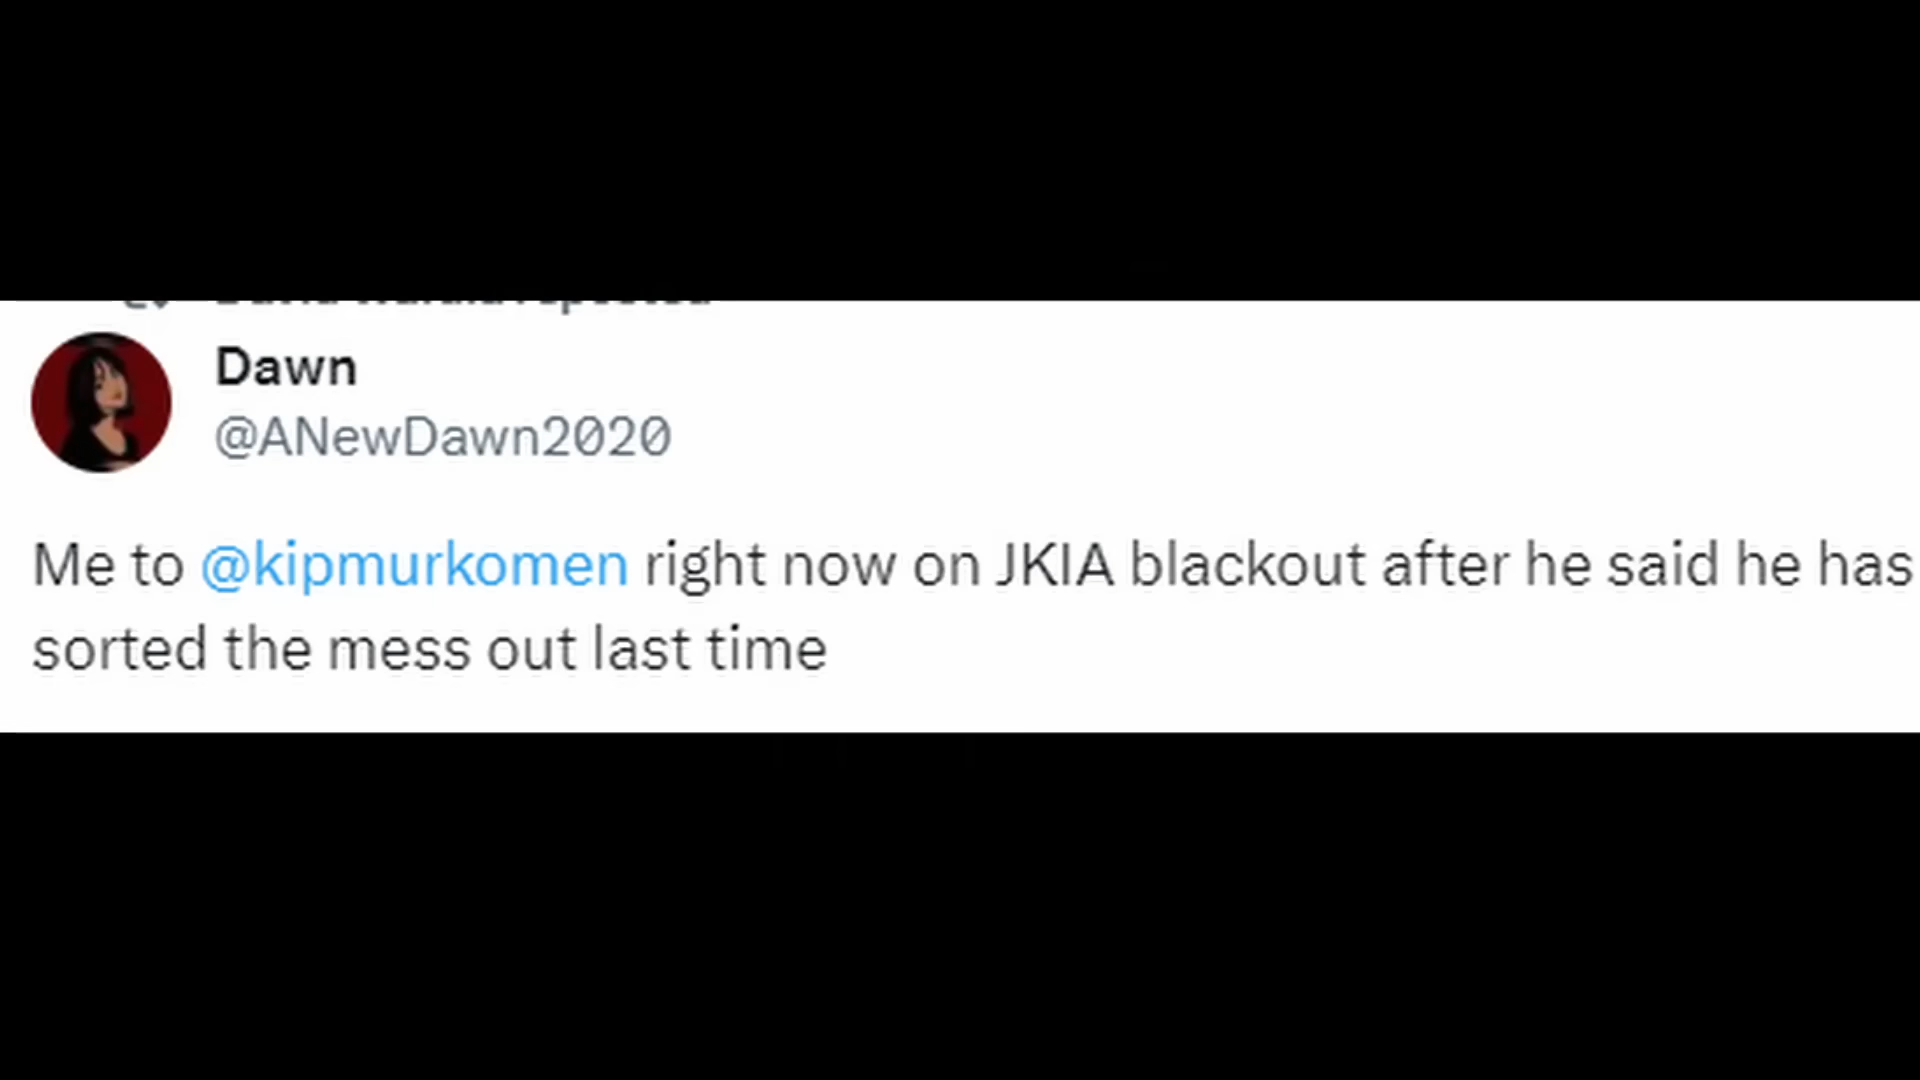 Dawn
@ANewDawn2020
Me to @kipmurkomen right now on JKIA blackout after he said he has
sorted the mess out last time